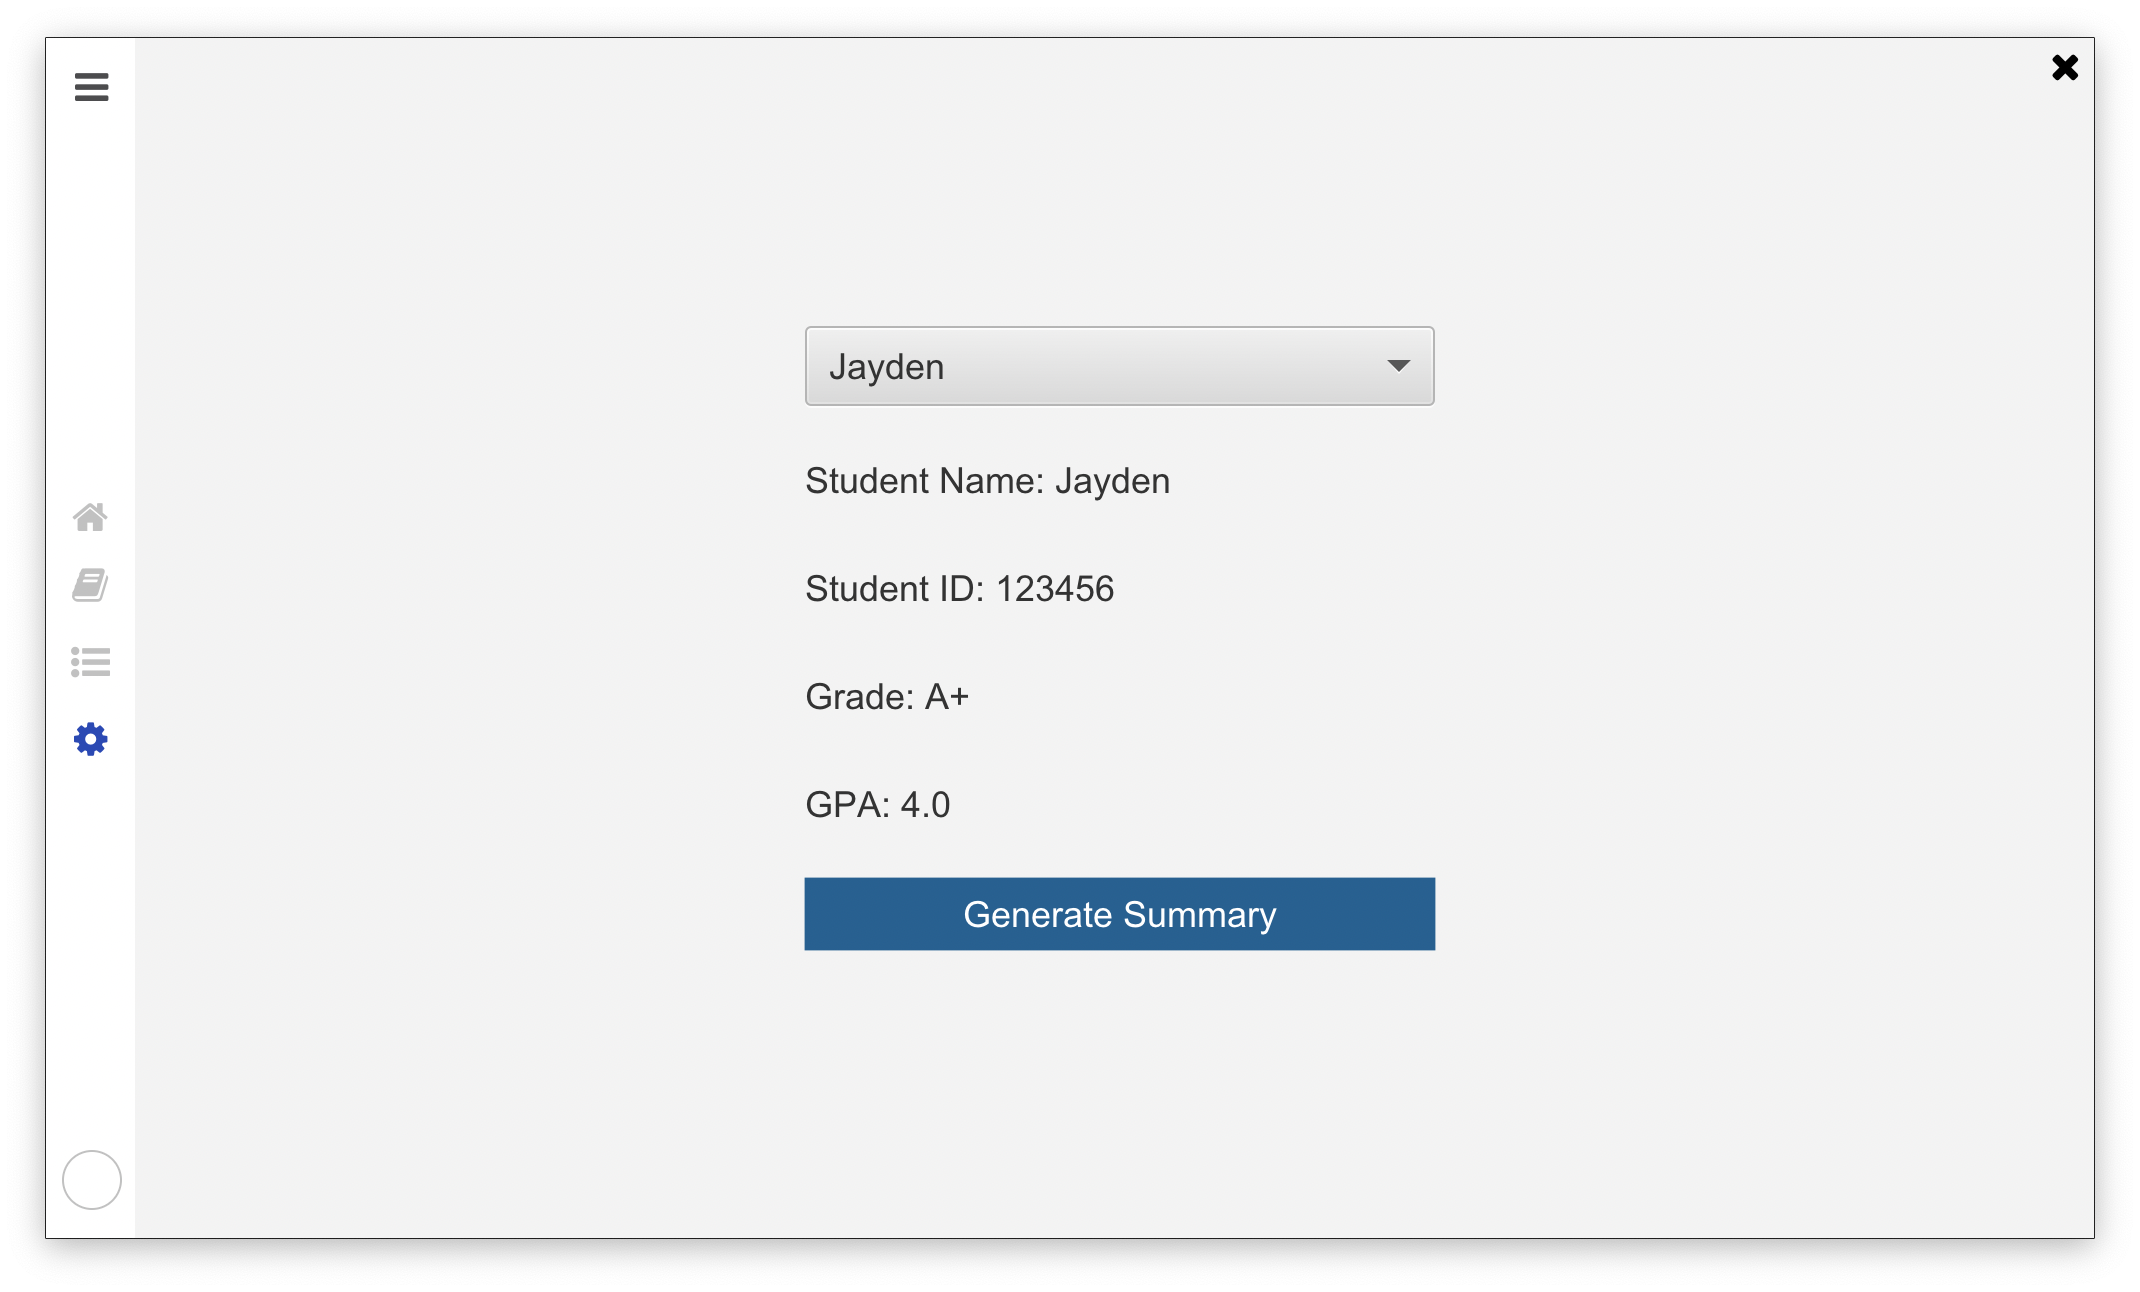 Jayden
Student Name: Jayden
Student ID: 123456
Grade: A+
GPA: 4.0
Generate Summary